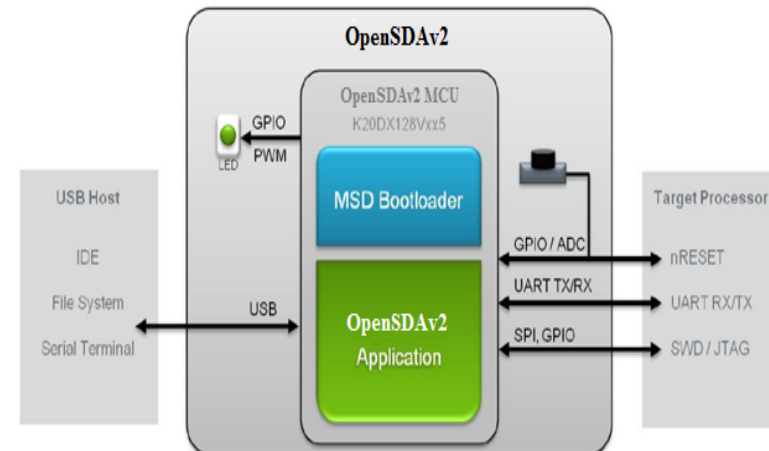 OpenSDAv2
OpenSDAv2 MCU
K20DX128Vxx5
GPIO
PWM
LED
MSD Bootloader
USB Host
IDE
File System
Serial Terminal
USB
OpenSDAv2
Application
GPIO / ADC
UART TX/RX
SPI, GPIO
Target Processor
nRESET
UART RX/TX
SWD / JTAG